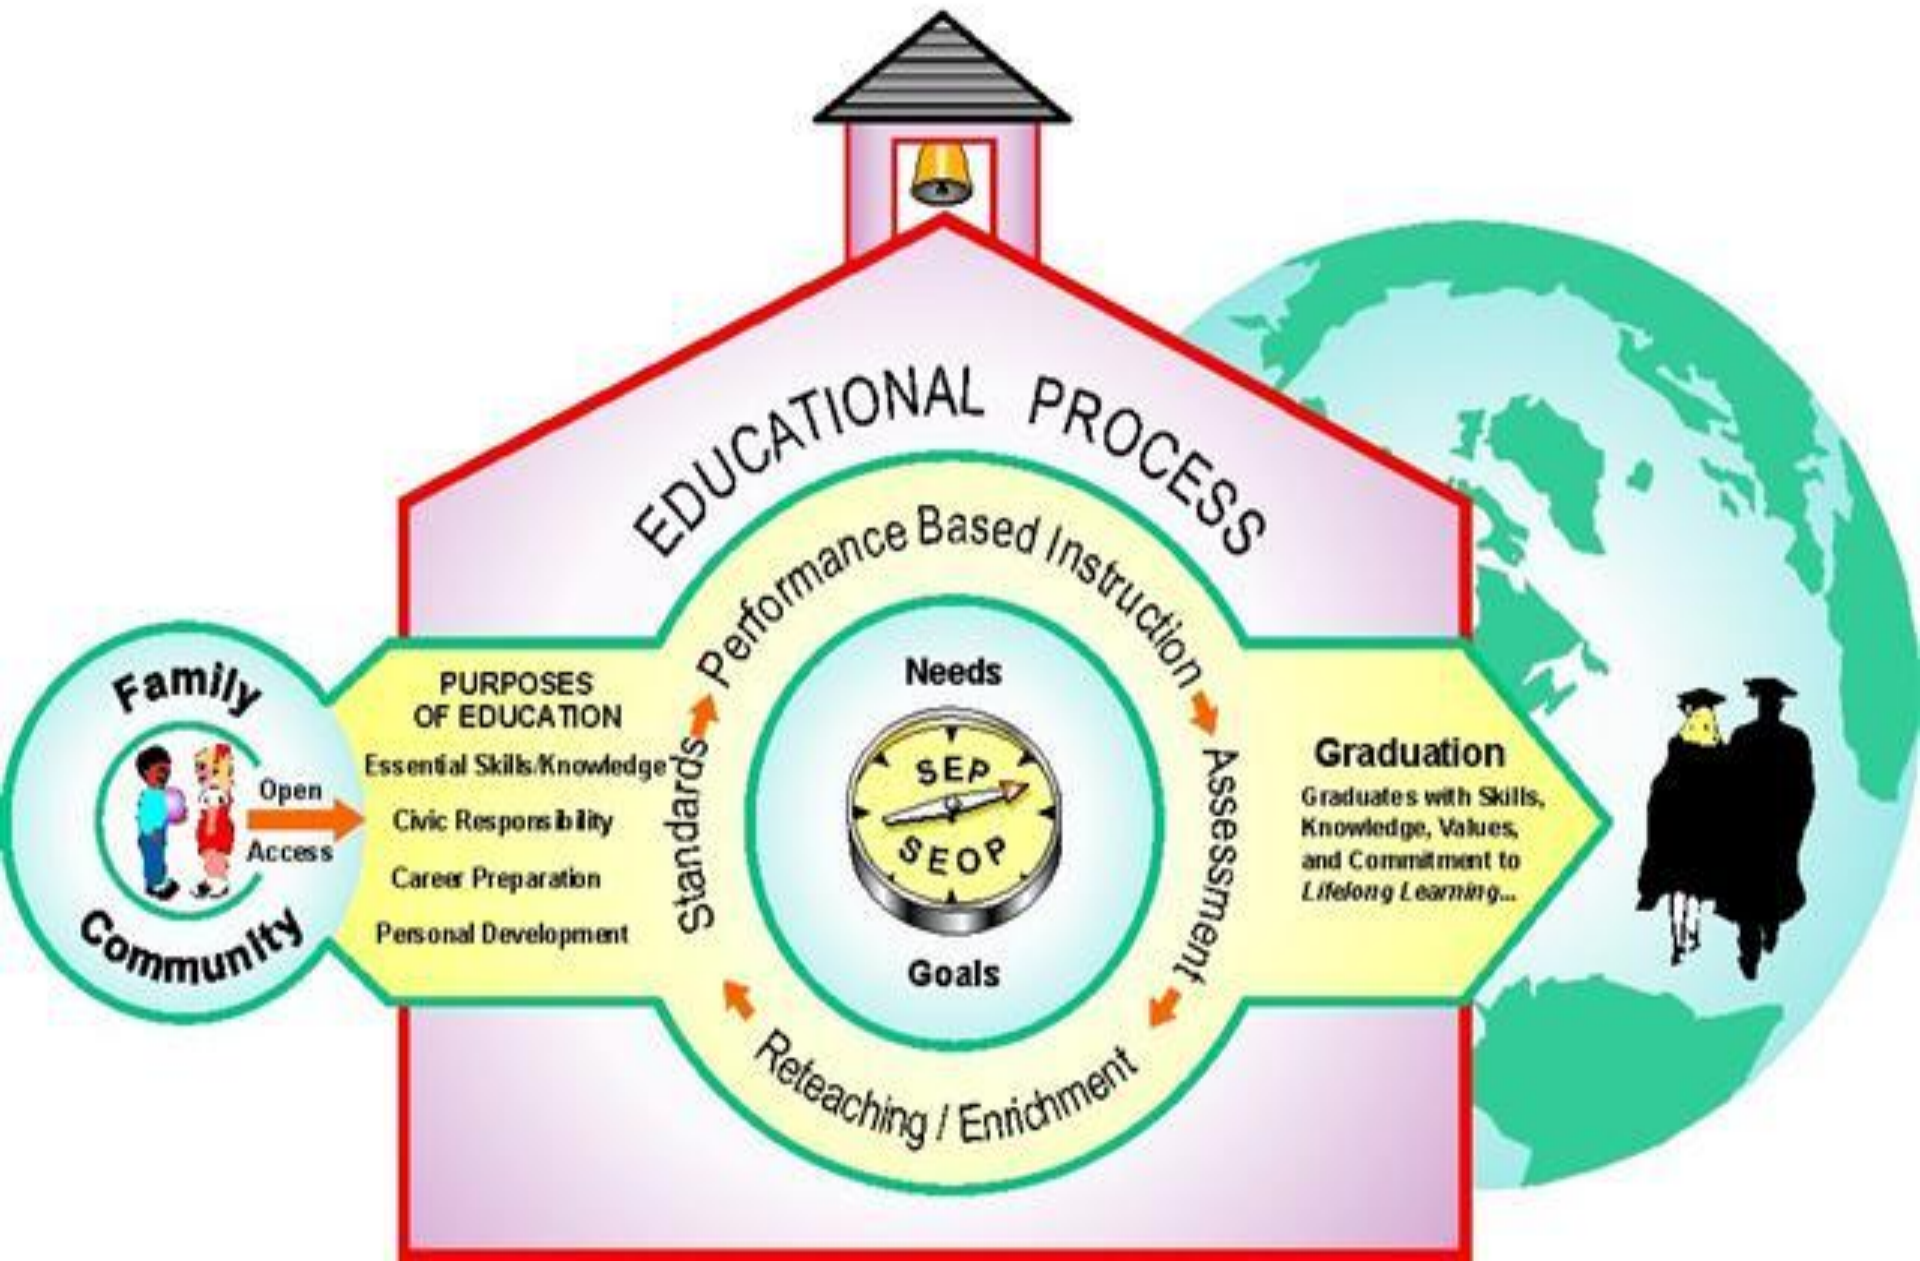 EDUCATIONAL PROCESS
Family
Community
Open
Access
PURPOSES
OF EDUCATION
Essential Skills/Knowledge
Civic Responsibility
Career Preparation
Personal Development
Standards
Performance Based Instruction
Assessment
Reteaching / Enrichment
Needs
SEP
SEOP
Goals
Graduation
Graduates with Skills,
Knowledge, Values,
and Commitment to
Lifelong Learning...